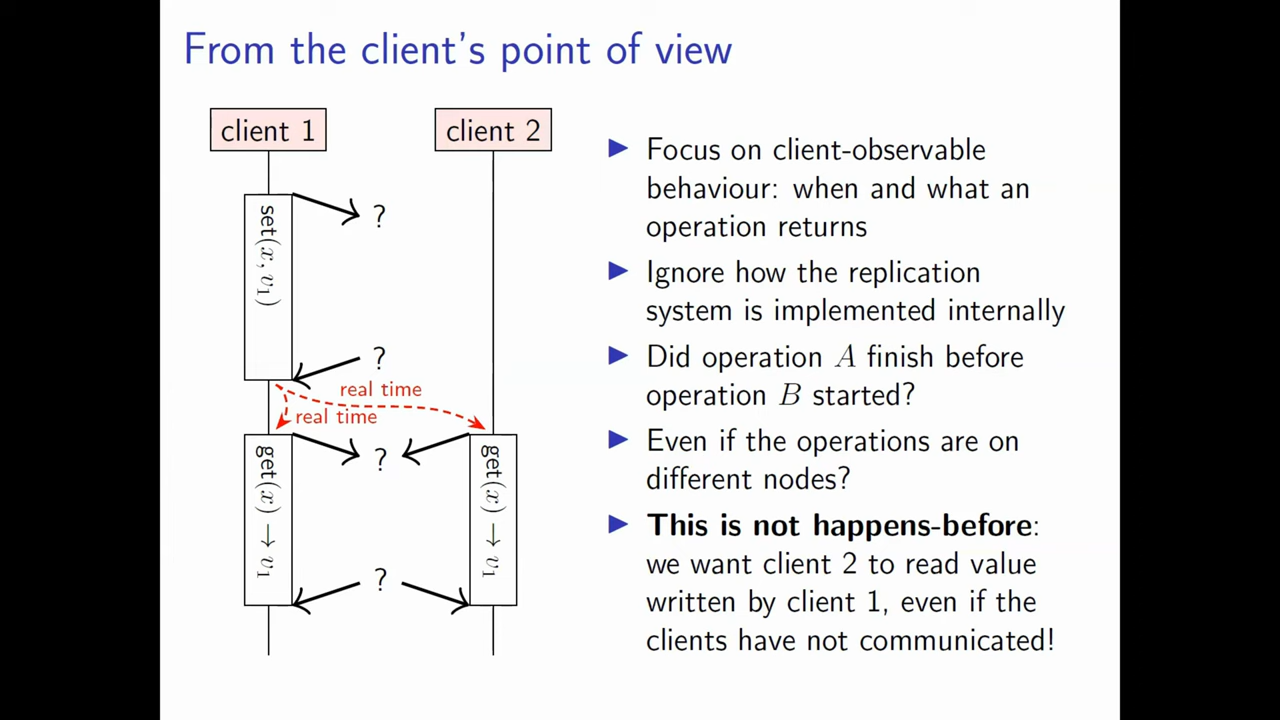 From the client's point of view
client 1
client 2
set(x, v₁)
?
?
real time
real time
get(x) → v₁
?
get(x) → v₁
?
▶ Focus on client-observable
behaviour: when and what an
operation returns
▶ Ignore how the replication
system is implemented internally
▶ Did operation A finish before
operation B started?
▶ Even if the operations are on
different nodes?
▶ This is not happens-before:
we want client 2 to read value
written by client 1, even if the
clients have not communicated!